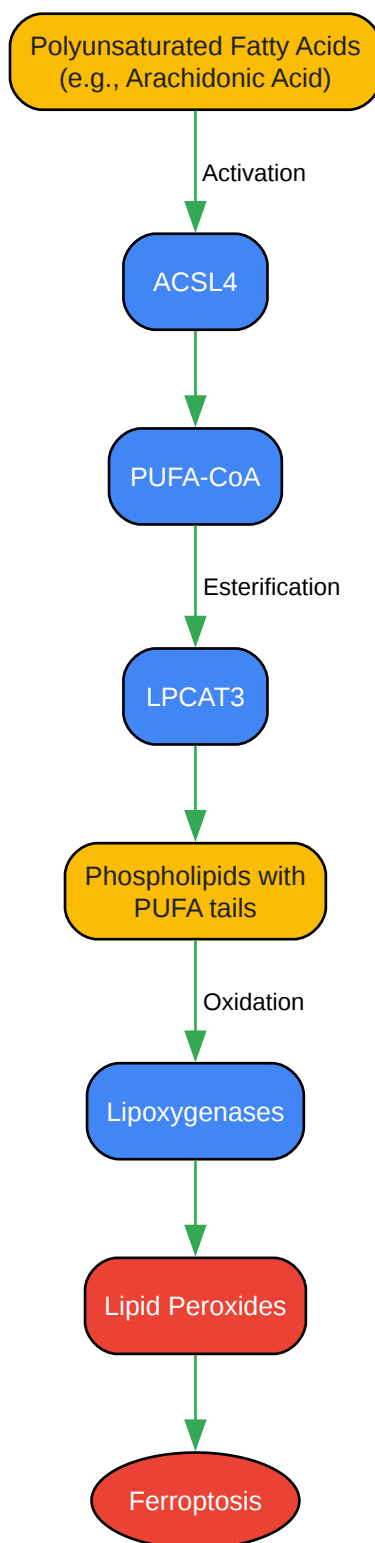 Polyunsaturated Fatty Acids
(e.g., Arachidonic Acid)
Activation
ACSL4
PUFA-CoA
Esterification
LPCAT3
Phospholipids with
PUFA tails
Oxidation
Lipoxygenases
Lipid Peroxides
Ferroptosis